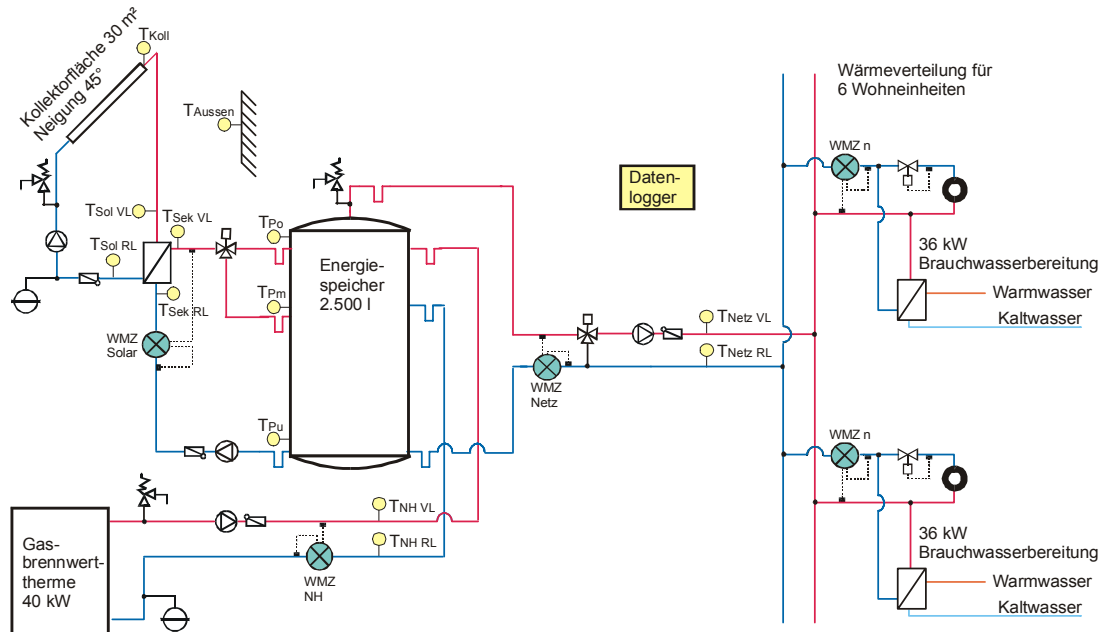 Kollektorfläche 30 m²
Neigung 45°
TKoll
TAussen
TSol VL
TSek VL
TSol RL
TSek RL
WMZ
Solar
TPo
TPm
TPu
Energie-
speicher
2.500 l
Daten-
logger
TNetz VL
TNetz RL
WMZ
Netz
TNH VL
TNH RL
WMZ
NH
Gas-
brennwert-
therme
40 kW
Wärmeverteilung für
6 Wohneinheiten
WMZ n
36 kW
Brauchwasserbereitung
Warmwasser
Kaltwasser
WMZ n
36 kW
Brauchwasserbereitung
Warmwasser
Kaltwasser